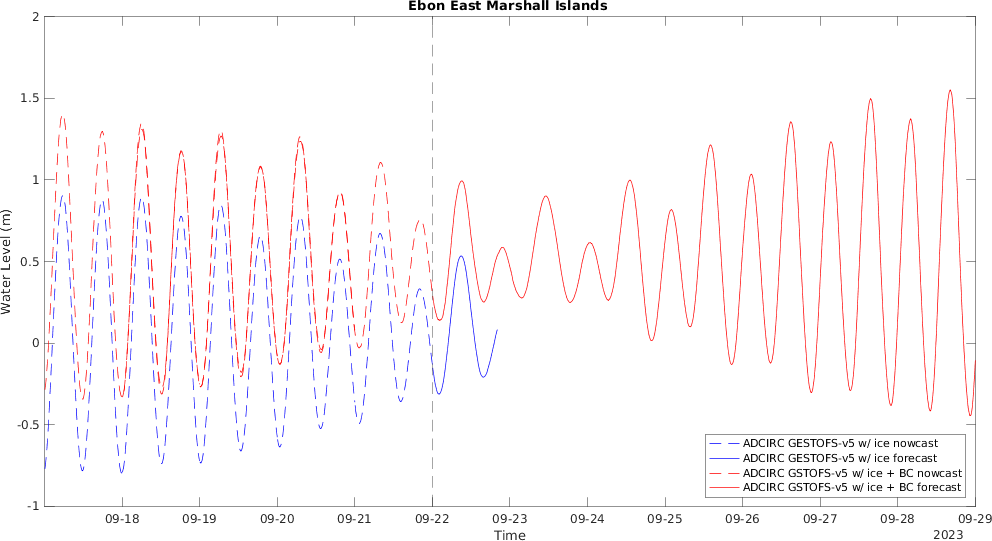 Ebon East Marshall Islands
Water Level (m)
2
1.5
1
0.5
0
-0.5
-1
ADCIRC GESTOFS-v5 w/ ice nowcast
ADCIRC GESTOFS-v5 w/ ice forecast
ADCIRC GSTOFS-v5 w/ ice + BC nowcast
ADCIRC GSTOFS-v5 w/ ice + BC forecast
09-18 09-19 09-20 09-21 09-22 09-23 09-24 09-25 09-26 09-27 09-28 09-29
Time
2023